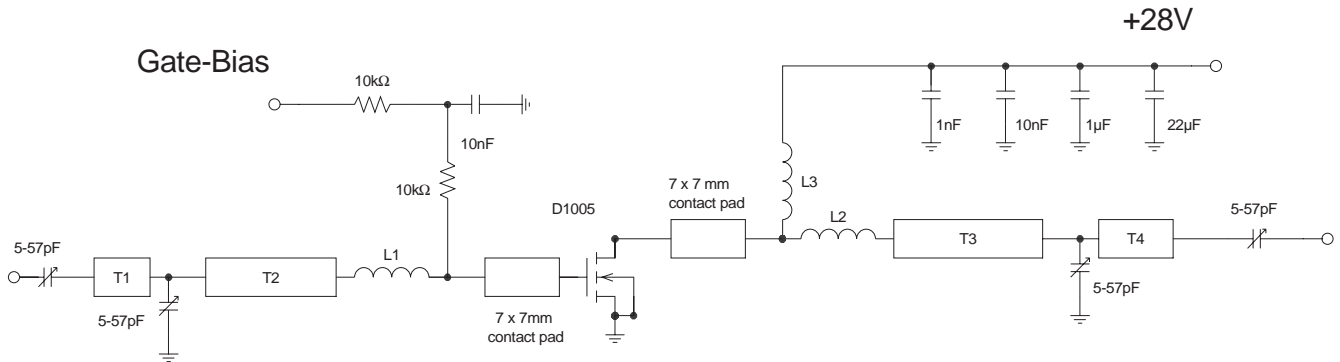 +28V
Gate-Bias
10kΩ
1nF
10nF
1µF
22µF
10nF
10kΩ
L3
7 x 7 mm
contact pad
D1005
L2
5-57pF
T3
T4
5-57pF
L1
T1
T2
5-57pF
5-57pF
7 x 7mm
contact pad